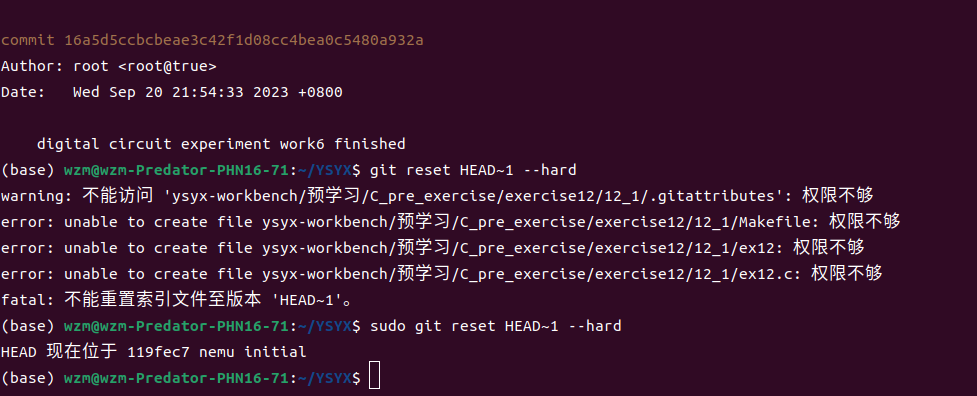 commit 16a5d5ccbcbeae3c42f1d08cc4bea0c5480a932a
Author: root <root@true>
Date:   Wed Sep 20 21:54:33 2023 +0800
    digital circuit experiment work6 finished
(base) wzm@wzm-Predator-PHN16-71:~/YSYX$ git reset HEAD~1 --hard
warning: 不能访问 'ysyx-workbench/预学习/C_pre_exercise/exercise12/12_1/.gitattributes': 权限不够
error: unable to create file ysyx-workbench/预学习/C_pre_exercise/exercise12/12_1/Makefile: 权限不够
error: unable to create file ysyx-workbench/预学习/C_pre_exercise/exercise12/12_1/ex12: 权限不够
error: unable to create file ysyx-workbench/预学习/C_pre_exercise/exercise12/12_1/ex12.c: 权限不够
fatal: 不能重置索引文件至版本 'HEAD~1'。
(base) wzm@wzm-Predator-PHN16-71:~/YSYX$ sudo git reset HEAD~1 --hard
HEAD 现在位于 119fec7 nemu initial
(base) wzm@wzm-Predator-PHN16-71:~/YSYX$